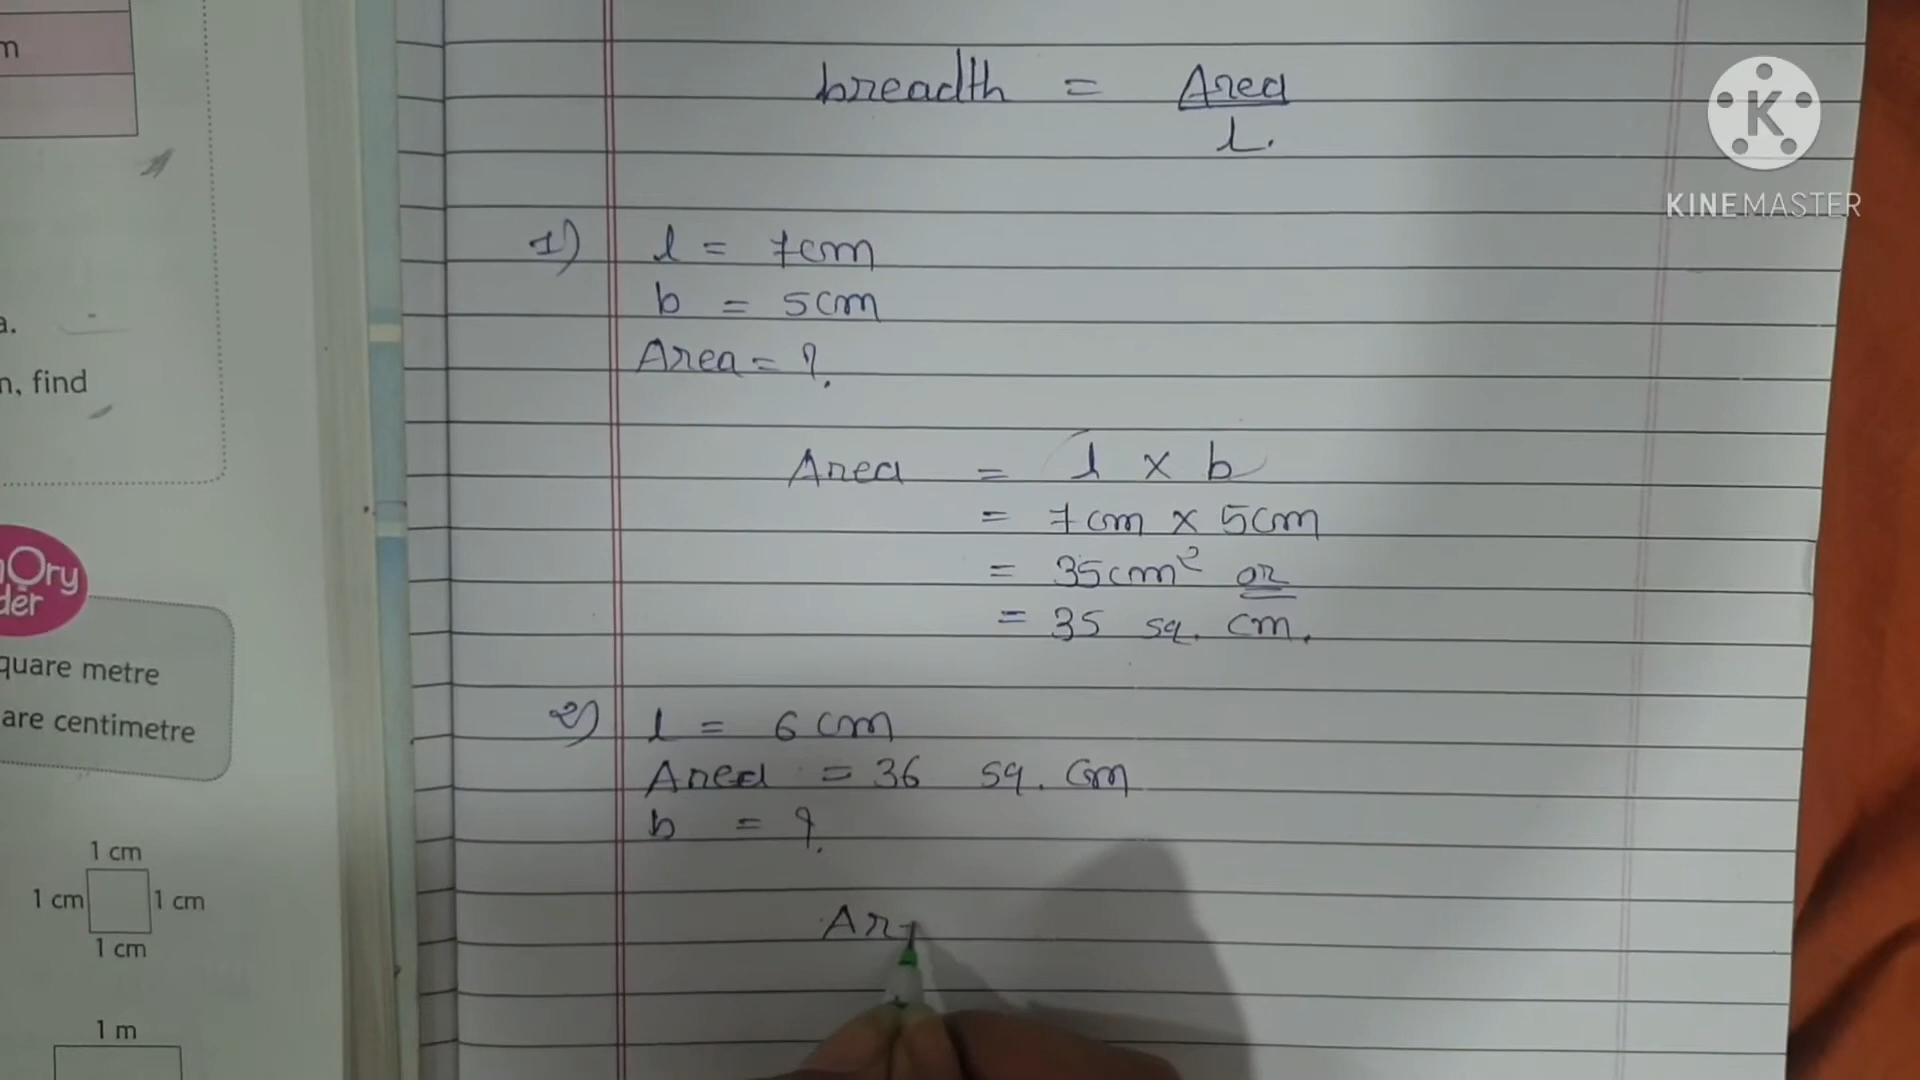 m
a.
n, find
Ory
der
quare metre
are centimetre
1 cm
1 cm 1 cm
1 cm
1 m
breadth = Area
l.
1) l = 7cm
b = 5cm
Area = ?
Area = l x b
= 7cm x 5cm
= 35cm² or
= 35 sq. cm.
2) l = 6 cm
Area = 36 sq. cm
b = ?
Ar
K
KINEMASTER